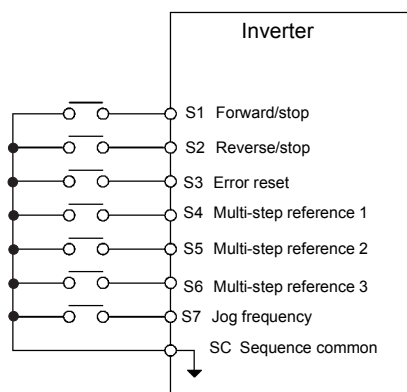 Inverter
S1 Forward/stop
S2 Reverse/stop
S3 Error reset
S4 Multi-step reference 1
S5 Multi-step reference 2
S6 Multi-step reference 3
S7 Jog frequency
SC Sequence common